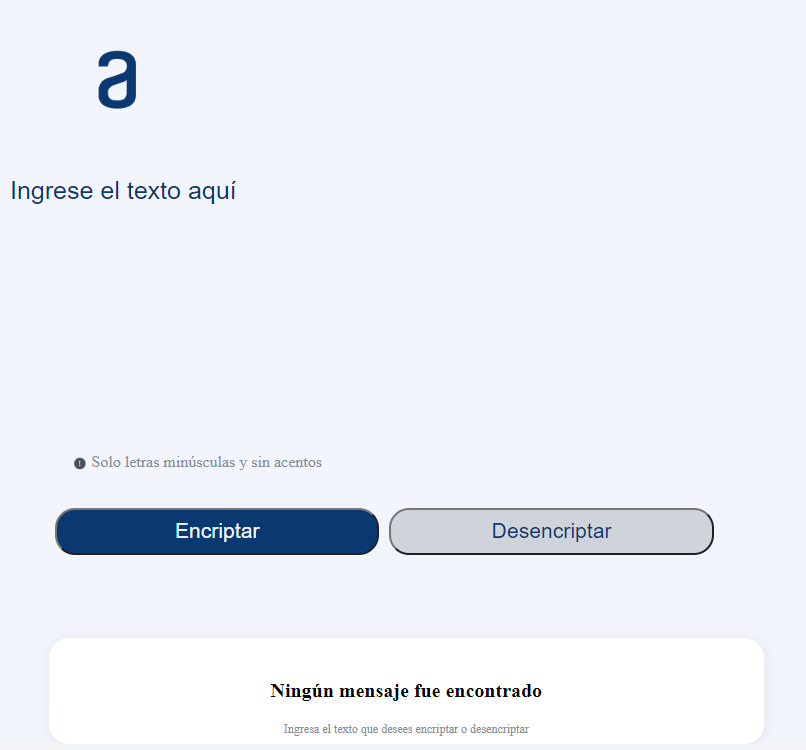 a
Ingrese el texto aquí
Solo letras minúsculas y sin acentos
Encriptar
Desencriptar
Ningún mensaje fue encontrado
Ingresa el texto que desees encriptar o desencriptar